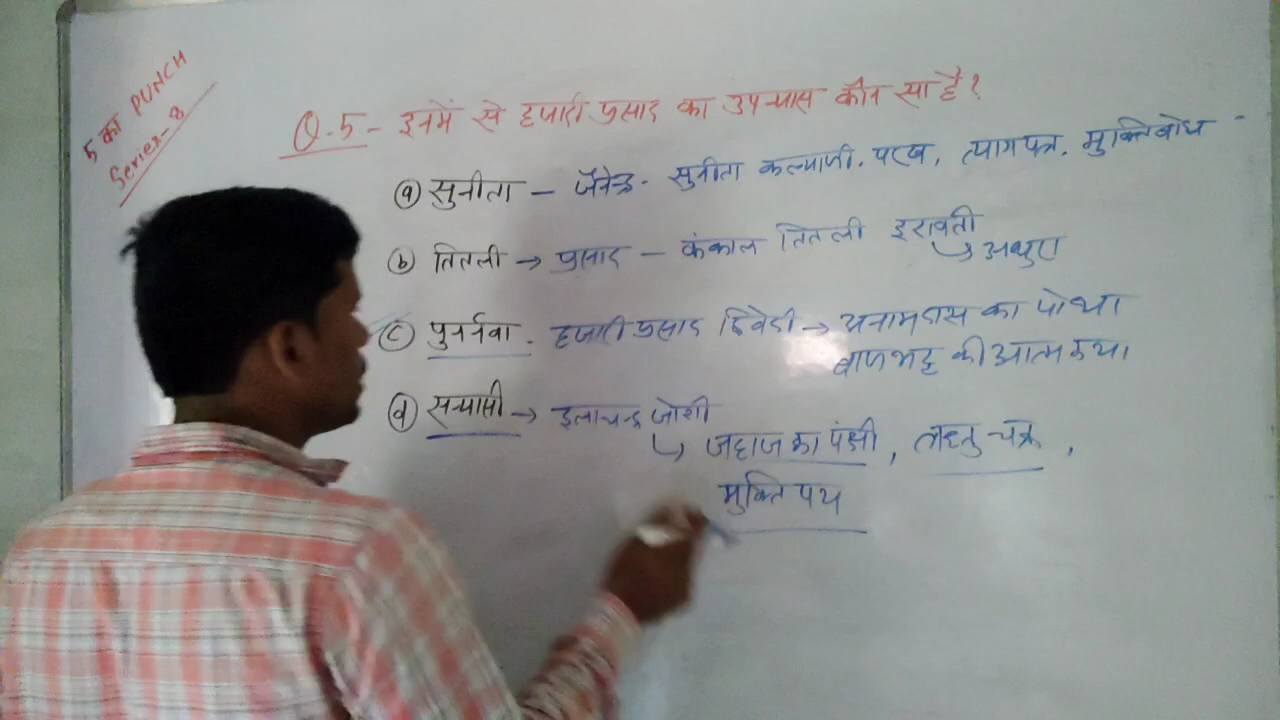 5 का PUNCH
Series-8
Q.5- इनमें से हजारी प्रसाद का उपन्यास कौन सा है?
(a) सुनीता - जैनेन्द्र. सुनीता कल्याणी. परख, त्यागपत्र. मुक्तिबोध
(b) तितली → प्रसाद - कंकाल तितली इरावती
↳ अधुरा
(c) पुनर्नवा. हजारी प्रसाद द्विवेदी → अनामदास का पोथा
बाणभट्ट की आत्मकथा
(d) सन्यासी → इलाचन्द्र जोशी
↳ जहाज का पंक्षी, चक्र,
मुक्ति पथ